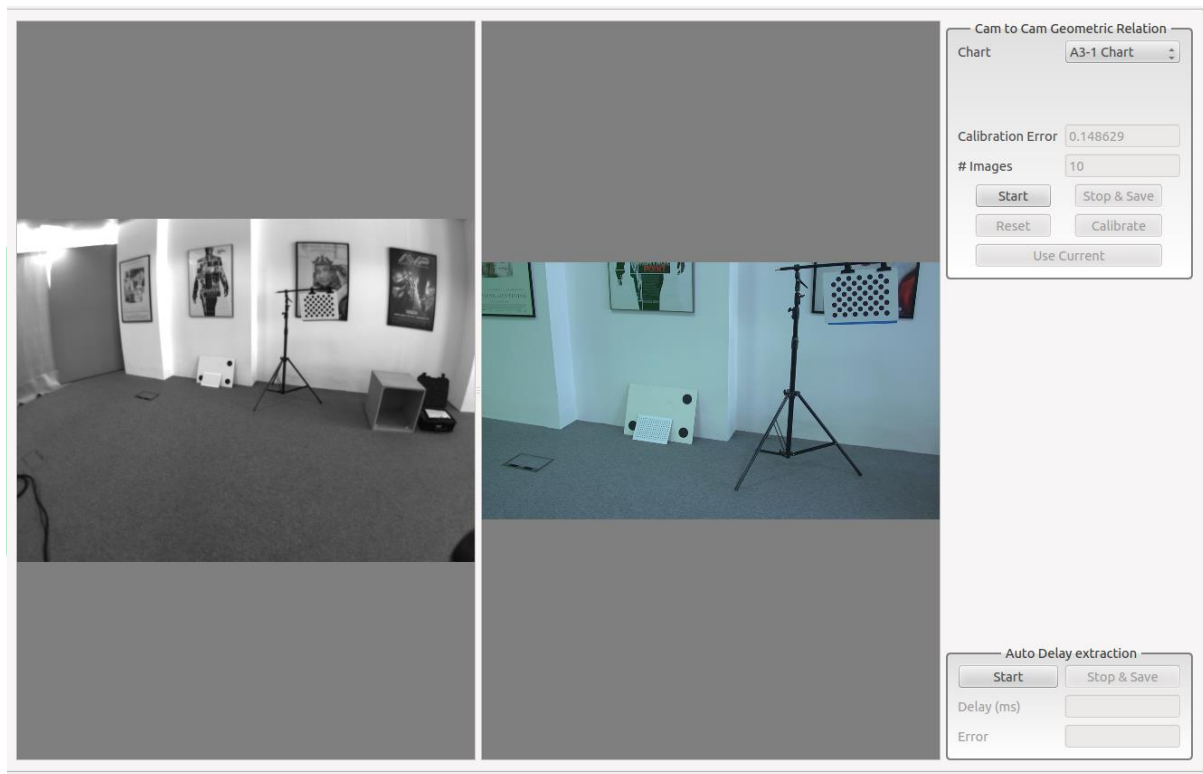 Cam to Cam Geometric Relation
Chart
A3-1 Chart
Calibration Error
0.148629
# Images
10
Start
Stop & Save
Reset
Calibrate
Use Current
Auto Delay extraction
Start
Stop & Save
Delay (ms)
Error